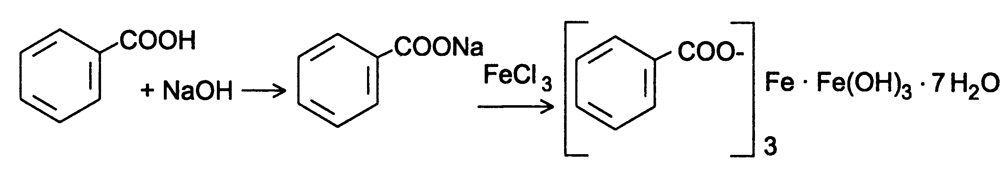 COOH
+ NaOH
COONa
FeCl3
COO-
3
Fe · Fe(OH)3 · 7 H2O